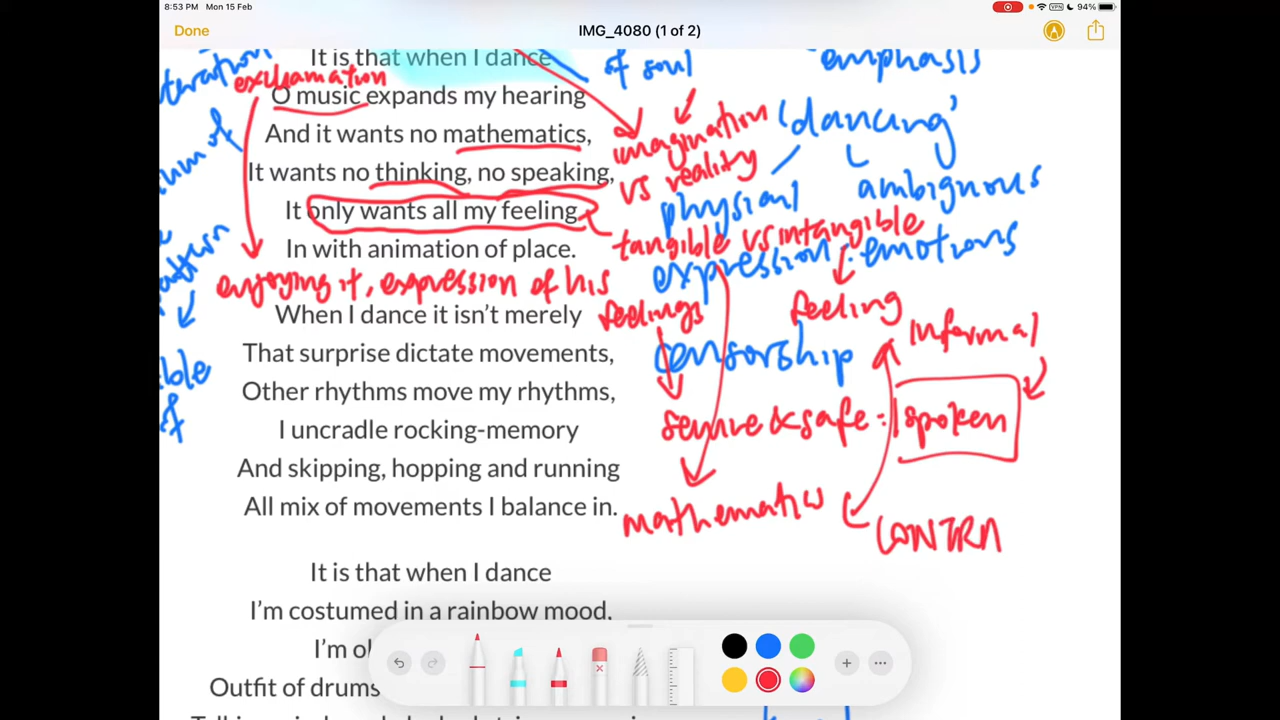 8:53 PM Mon 15 Feb
VPN 94%
Done
IMG_4080 (1 of 2)
It is that when I dance
of soul
emphasis
exclamation
O music expands my hearing
And it wants no mathematics,
It wants no thinking, no speaking,
It only wants all my feeling
In with animation of place.
imagination
vs reality
'dancing'
physical
ambiguous
tangible vs intangible
expression : emotions
enjoying it, expression of his
feelings
feeling
When I dance it isn't merely
That surprise dictate movements,
Other rhythms move my rhythms,
I uncradle rocking-memory
And skipping, hopping and running
All mix of movements I balance in.
censorship
informal
secure & safe
spoken
mathematics
CONTRA
It is that when I dance
I'm costumed in a rainbow mood,
I'm
Outfit of drums